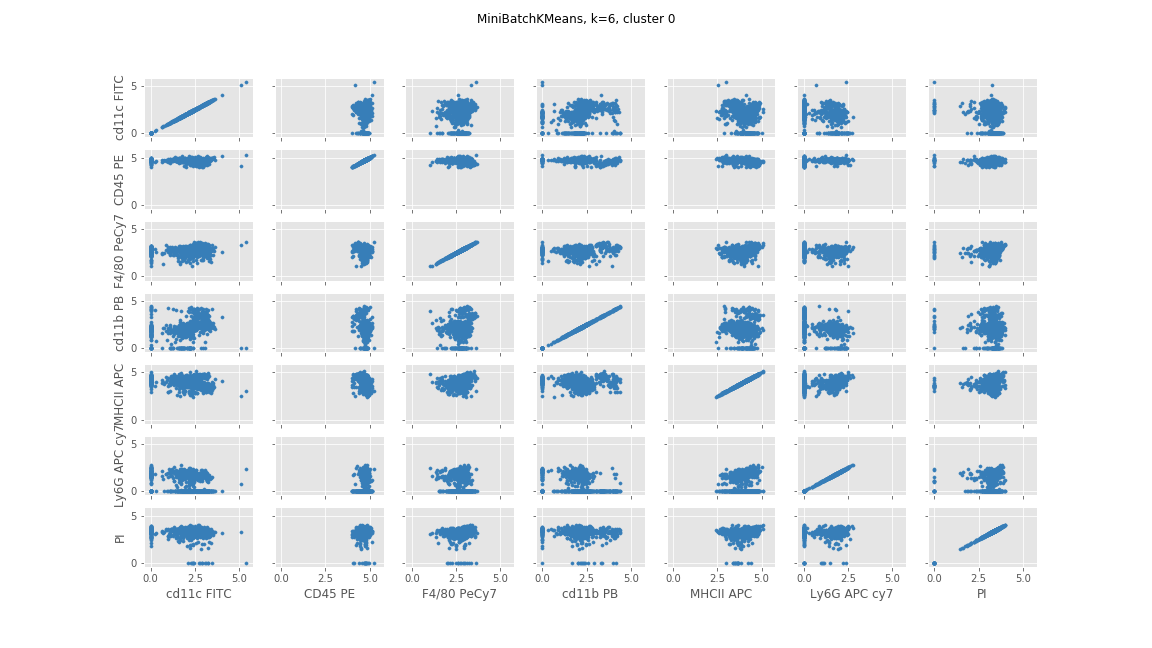 MiniBatchKMeans, k=6, cluster 0
cd11c FITC
5
0
CD45 PE
5
0
F4/80 PeCy7
5
0
cd11b PB
5
0
MHCII APC
5
0
Ly6G APC cy7
5
0
PI
5
0
0.0 2.5 5.0 0.0 2.5 5.0 0.0 2.5 5.0 0.0 2.5 5.0 0.0 2.5 5.0 0.0 2.5 5.0 0.0 2.5 5.0
cd11c FITC CD45 PE F4/80 PeCy7 cd11b PB MHCII APC Ly6G APC cy7 PI